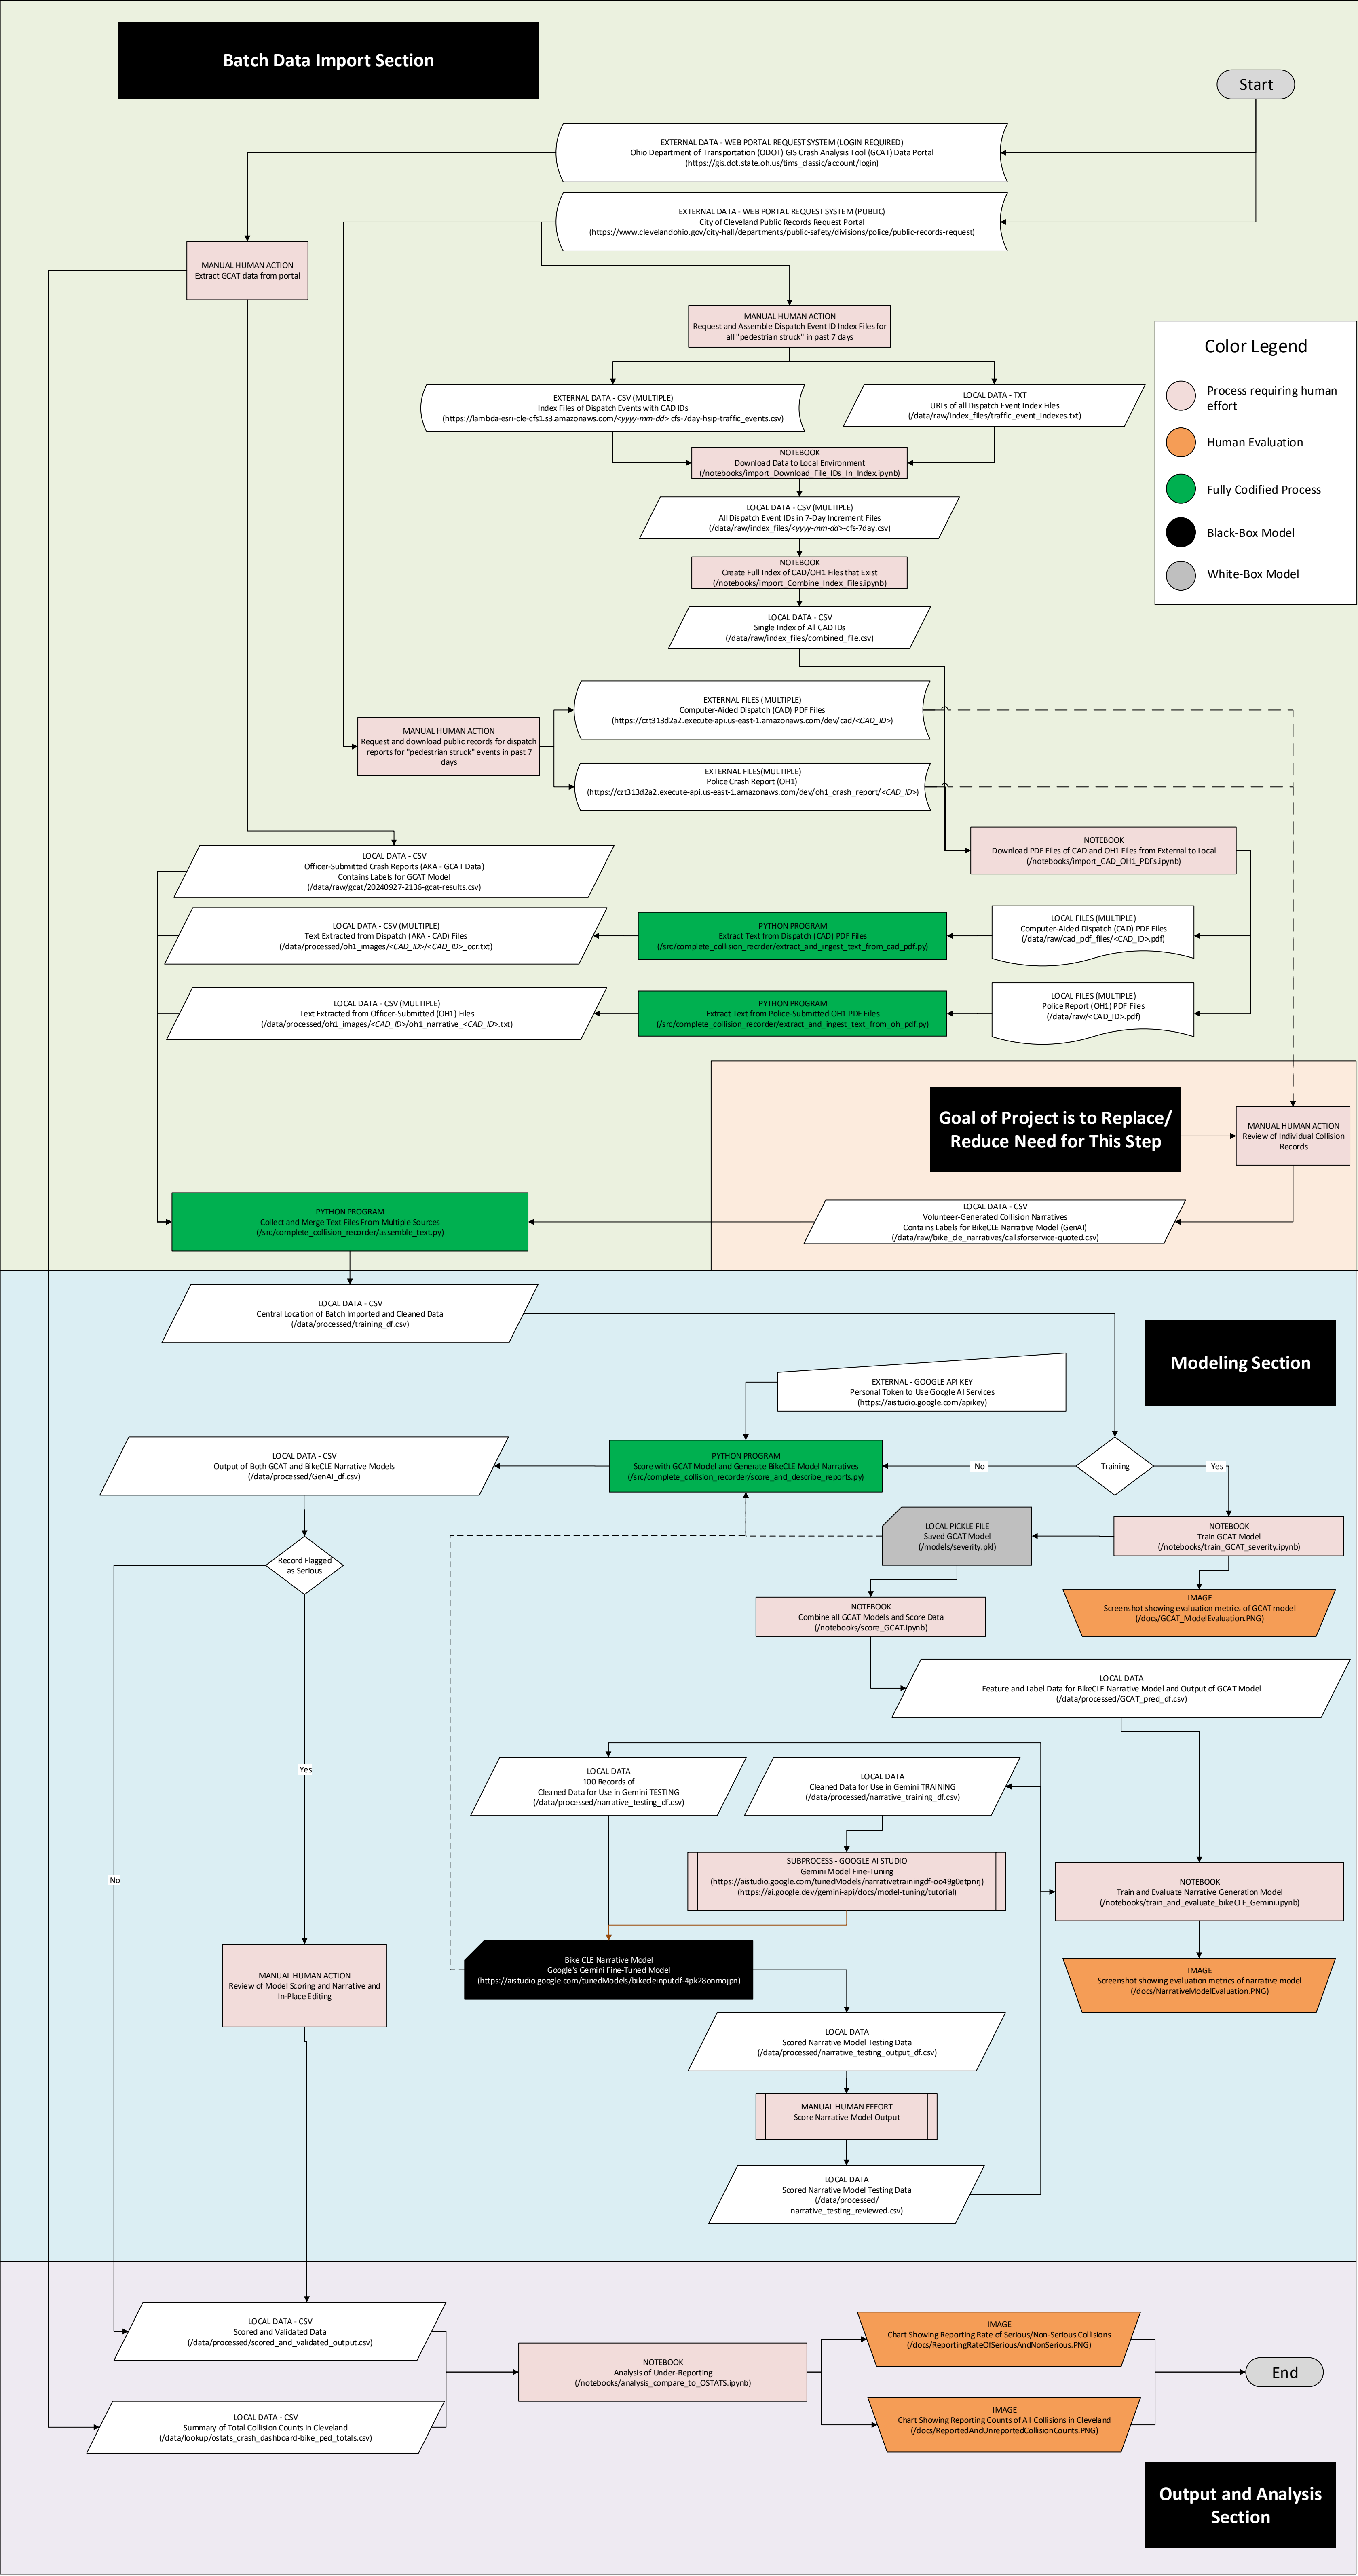 Batch Data Import Section
Start
EXTERNAL DATA - WEB PORTAL REQUEST SYSTEM (LOGIN REQUIRED)
Ohio Department of Transportation (ODOT) GIS Crash Analysis Tool (GCAT) Data Portal
(https://gis.dot.state.oh.us/tims_classic/account/login)
EXTERNAL DATA - WEB PORTAL REQUEST SYSTEM (PUBLIC)
City of Cleveland Public Records Request Portal
(https://www.clevelandohio.gov/city-hall/departments/public-safety/divisions/police/public-records-request)
MANUAL HUMAN ACTION
Extract GCAT data from portal
MANUAL HUMAN ACTION
Request and Assemble Dispatch Event ID Index Files for
all "pedestrian struck" in past 7 days
Color Legend
Process requiring human
effort
Human Evaluation
Fully Codified Process
Black-Box Model
White-Box Model
EXTERNAL DATA - CSV (MULTIPLE)
Index Files of Dispatch Events with CAD IDs
(https://lambda-esri-cle-cfs1.s3.amazonaws.com/<yyyy-mm-dd> cfs-7day-hsip-traffic_events.csv)
LOCAL DATA - TXT
URLs of all Dispatch Event Index Files
(/data/raw/index_files/traffic_event_indexes.txt)
NOTEBOOK
Download Data to Local Environment
(/notebooks/import_Download_File_IDs_In_Index.ipynb)
LOCAL DATA - CSV (MULTIPLE)
All Dispatch Event IDs in 7-Day Increment Files
(/data/raw/index_files/<yyyy-mm-dd>-cfs-7day.csv)
NOTEBOOK
Create Full Index of CAD/OH1 Files that Exist
(/notebooks/import_Combine_Index_Files.ipynb)
LOCAL DATA - CSV
Single Index of All CAD IDs
(/data/raw/index_files/combined_file.csv)
EXTERNAL FILES (MULTIPLE)
Computer-Aided Dispatch (CAD) PDF Files
(https://czt313d2a2.execute-api.us-east-1.amazonaws.com/dev/cad/<CAD_ID>)
MANUAL HUMAN ACTION
Request and download public records for dispatch
reports for "pedestrian struck" events in past 7
days
EXTERNAL FILES(MULTIPLE)
Police Crash Report (OH1)
(https://czt313d2a2.execute-api.us-east-1.amazonaws.com/dev/oh1_crash_report/<CAD_ID>)
NOTEBOOK
Download PDF Files of CAD and OH1 Files from External to Local
(/notebooks/import_CAD_OH1_PDFs.ipynb)
LOCAL DATA - CSV
Officer-Submitted Crash Reports (AKA - GCAT Data)
Contains Labels for GCAT Model
(/data/raw/gcat/20240927-2136-gcat-results.csv)
LOCAL DATA - CSV (MULTIPLE)
Text Extracted from Dispatch (AKA - CAD) Files
(/data/processed/oh1_images/<CAD_ID>/<CAD_ID>_ocr.txt)
PYTHON PROGRAM
Extract Text from Dispatch (CAD) PDF Files
(/src/complete_collision_recrder/extract_and_ingest_text_from_cad_pdf.py)
LOCAL FILES (MULTIPLE)
Computer-Aided Dispatch (CAD) PDF Files
(/data/raw/cad_pdf_files/<CAD_ID>.pdf)
LOCAL DATA - CSV (MULTIPLE)
Text Extracted from Officer-Submitted (OH1) Files
(/data/processed/oh1_images/<CAD_ID>/oh1_narrative_<CAD_ID>.txt)
PYTHON PROGRAM
Extract Text from Police-Submitted OH1 PDF Files
(/src/complete_collision_recorder/extract_and_ingest_text_from_oh_pdf.py)
LOCAL FILES (MULTIPLE)
Police Report (OH1) PDF Files
(/data/raw/<CAD_ID>.pdf)
Goal of Project is to Replace/
Reduce Need for This Step
MANUAL HUMAN ACTION
Review of Individual Collision
Records
PYTHON PROGRAM
Collect and Merge Text Files From Multiple Sources
(/src/complete_collision_recorder/assemble_text.py)
LOCAL DATA - CSV
Volunteer-Generated Collision Narratives
Contains Labels for BikeCLE Narrative Model (GenAI)
(/data/raw/bike_cle_narratives/callsforservice-quoted.csv)
LOCAL DATA - CSV
Central Location of Batch Imported and Cleaned Data
(/data/processed/training_df.csv)
Modeling Section
EXTERNAL - GOOGLE API KEY
Personal Token to Use Google AI Services
(https://aistudio.google.com/apikey)
LOCAL DATA - CSV
Output of Both GCAT and BikeCLE Narrative Models
(/data/processed/GenAI_df.csv)
PYTHON PROGRAM
Score with GCAT Model and Generate BikeCLE Model Narratives
(/src/complete_collision_recorder/score_and_describe_reports.py)
No
Training
Yes
LOCAL PICKLE FILE
Saved GCAT Model
(/models/severity.pkl)
NOTEBOOK
Train GCAT Model
(/notebooks/train_GCAT_severity.ipynb)
Record Flagged
as Serious
NOTEBOOK
Combine all GCAT Models and Score Data
(/notebooks/score_GCAT.ipynb)
IMAGE
Screenshot showing evaluation metrics of GCAT model
(/docs/GCAT_ModelEvaluation.PNG)
LOCAL DATA
Feature and Label Data for BikeCLE Narrative Model and Output of GCAT Model
(/data/processed/GCAT_pred_df.csv)
Yes
LOCAL DATA
100 Records of
Cleaned Data for Use in Gemini TESTING
(/data/processed/narrative_testing_df.csv)
LOCAL DATA
Cleaned Data for Use in Gemini TRAINING
(/data/processed/narrative_training_df.csv)
No
SUBPROCESS - GOOGLE AI STUDIO
Gemini Model Fine-Tuning
(https://aistudio.google.com/tunedModels/narrativetrainingdf-oo49g0etpnrj)
(https://ai.google.dev/gemini-api/docs/model-tuning/tutorial)
NOTEBOOK
Train and Evaluate Narrative Generation Model
(/notebooks/train_and_evaluate_bikeCLE_Gemini.ipynb)
MANUAL HUMAN ACTION
Review of Model Scoring and Narrative and
In-Place Editing
Bike CLE Narrative Model
Google's Gemini Fine-Tuned Model
(https://aistudio.google.com/tunedModels/bikecleinputdf-4pk28onmojpn)
IMAGE
Screenshot showing evaluation metrics of narrative model
(/docs/NarrativeModelEvaluation.PNG)
LOCAL DATA
Scored Narrative Model Testing Data
(/data/processed/narrative_testing_output_df.csv)
MANUAL HUMAN EFFORT
Score Narrative Model Output
LOCAL DATA
Scored Narrative Model Testing Data
(/data/processed/
narrative_testing_reviewed.csv)
LOCAL DATA - CSV
Scored and Validated Data
(/data/processed/scored_and_validated_output.csv)
IMAGE
Chart Showing Reporting Rate of Serious/Non-Serious Collisions
(/docs/ReportingRateOfSeriousAndNonSerious.PNG)
NOTEBOOK
Analysis of Under-Reporting
(/notebooks/analysis_compare_to_OSTATS.ipynb)
End
LOCAL DATA - CSV
Summary of Total Collision Counts in Cleveland
(/data/lookup/ostats_crash_dashboard-bike_ped_totals.csv)
IMAGE
Chart Showing Reporting Counts of All Collisions in Cleveland
(/docs/ReportedAndUnreportedCollisionCounts.PNG)
Output and Analysis
Section